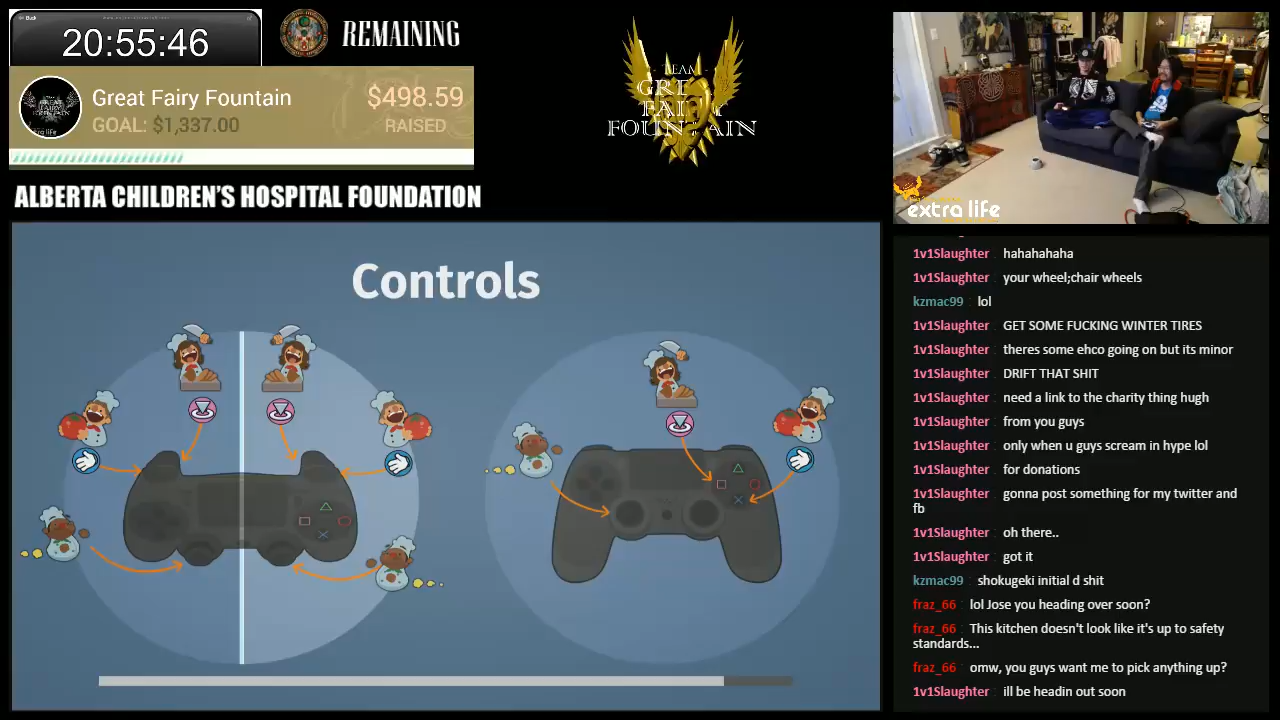 20:55:46
REMAINING
Great Fairy Fountain
$498.59
GOAL: $1,337.00
RAISED
ALBERTA CHILDREN'S HOSPITAL FOUNDATION
TEAM
GREAT
FAIRY
FOUNTAIN
extra life
Controls
1v1Slaughter : hahahahaha
1v1Slaughter : your wheel;chair wheels
kzmac99 : lol
1v1Slaughter : GET SOME FUCKING WINTER TIRES
1v1Slaughter : theres some ehco going on but its minor
1v1Slaughter : DRIFT THAT SHIT
1v1Slaughter : need a link to the charity thing hugh
1v1Slaughter : from you guys
1v1Slaughter : only when u guys scream in hype lol
1v1Slaughter : for donations
1v1Slaughter : gonna post something for my twitter and
fb
1v1Slaughter : oh there..
1v1Slaughter : got it
kzmac99 : shokugeki initial d shit
fraz_66 : lol Jose you heading over soon?
fraz_66 : This kitchen doesn't look like it's up to safety
standards...
fraz_66 : omw, you guys want me to pick anything up?
1v1Slaughter : ill be headin out soon